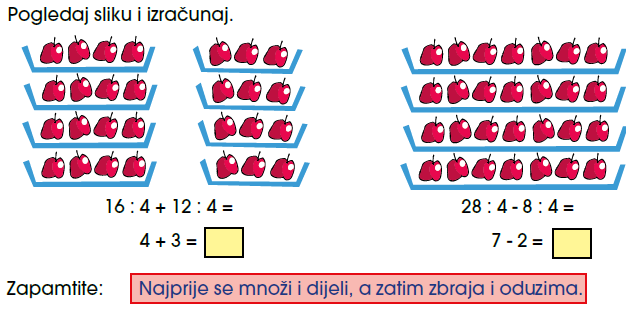 Pogledaj sliku i izračunaj.
16 : 4 + 12 : 4 =
4 + 3 =
28 : 4 - 8 : 4 =
7 - 2 =
Zapamtite: Najprije se množi i dijeli, a zatim zbraja i oduzima.